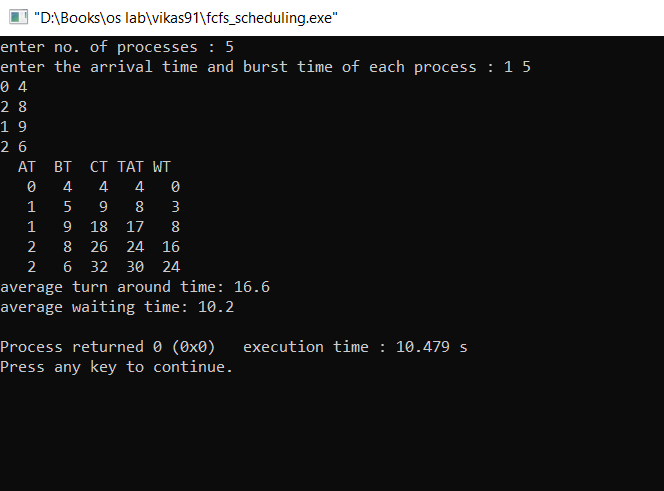 "D:\Books\os lab\vikas91\fcfs_scheduling.exe"
enter no. of processes : 5
enter the arrival time and burst time of each process : 1 5
0 4
2 8
1 9
2 6
  AT  BT  CT TAT WT
   0   4   4   4   0
   1   5   9   8   3
   1   9  18  17   8
   2   8  26  24  16
   2   6  32  30  24
average turn around time: 16.6
average waiting time: 10.2
Process returned 0 (0x0)   execution time : 10.479 s
Press any key to continue.